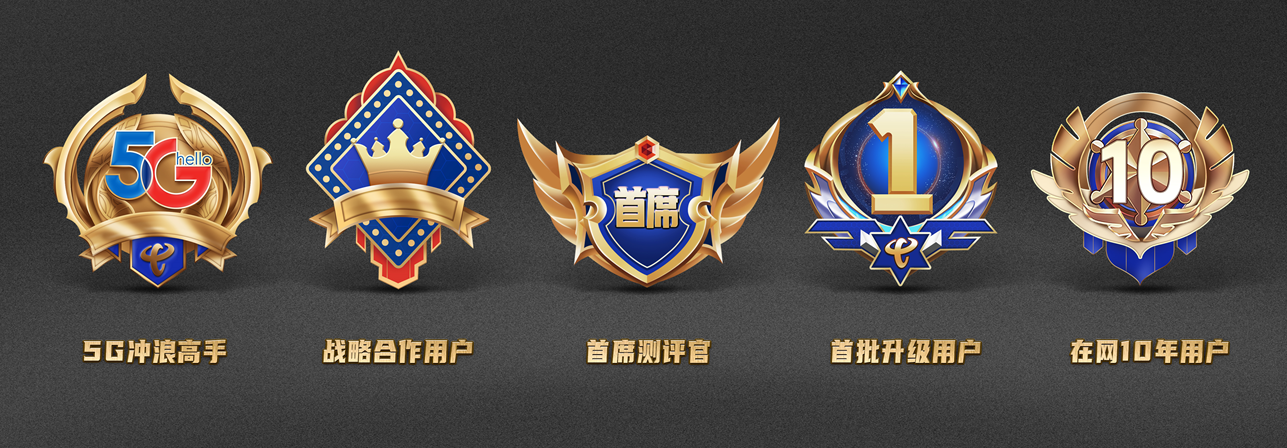 5G
hello
首席
1
10
5G冲浪高手
战略合作用户
首席测评官
首批升级用户
在网10年用户